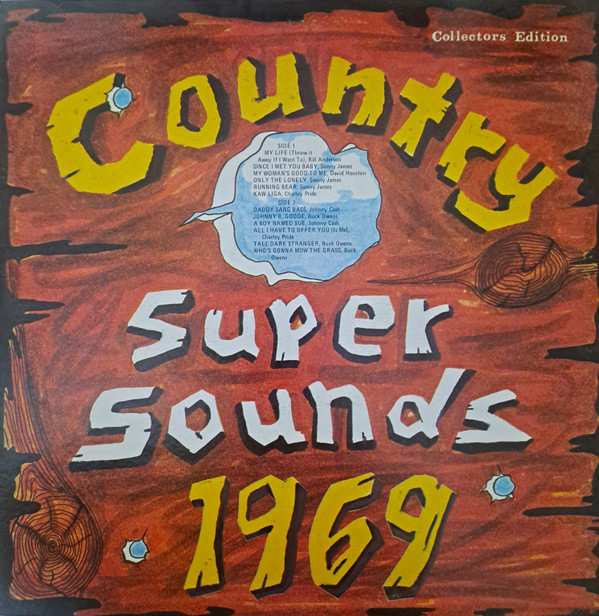 Collectors Edition
Country
SIDE 1
MY LIFE (Throw it
Away If I Want To), Bill Anderson
SINCE I MET YOU BABY, Sonny James
MY WOMAN'S GOOD TO ME, David Houston
ONLY THE LONELY, Sonny James
RUNNING BEAR, Sonny James
KAW LIGA, Charley Pride
SIDE 2
DADDY SANG BASS, Johnny Cash
JOHNNY B. GOODE, Buck Owens
A BOY NAMED SUE, Johnny Cash
ALL I HAVE TO OFFER YOU (Is Me),
Charley Pride
TALL DARK STRANGER, Buck Owens
WHO'S GONNA MOW THE GRASS, Buck
Owens
Super
Sounds
1969